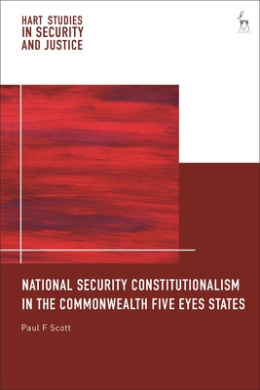 HART STUDIES
IN SECURITY
AND JUSTICE
NATIONAL SECURITY CONSTITUTIONALISM
IN THE COMMONWEALTH FIVE EYES STATES
Paul F Scott